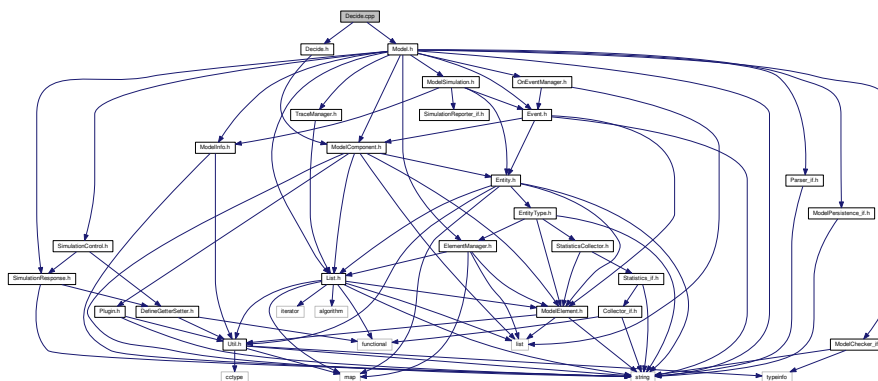 Decide.cpp
Decide.h
Model.h
ModelSimulation.h
OnEventManager.h
TraceManager.h
SimulationReporter_if.h
Event.h
ModelInfo.h
ModelComponent.h
Entity.h
Parser_if.h
EntityType.h
ModelPersistence_if.h
SimulationControl.h
ElementManager.h
StatisticsCollector.h
SimulationResponse.h
List.h
Statistics_if.h
Plugin.h
DefineGetterSetter.h
iterator
algorithm
ModelElement.h
Collector_if.h
Util.h
functional
list
ModelChecker_if
cctype
map
string
typeinfo